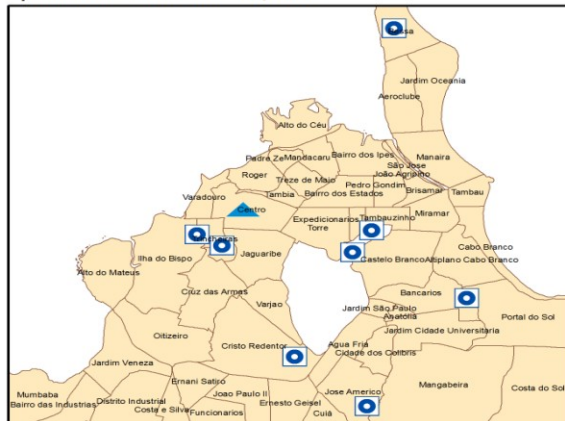 Bessa
Jardim Oceania
Aeroclube
Alto do Céu
Padre Zé
Mandacaru
Bairro dos Ipes
Manaira
São Jose
João Agripino
Roger
Treze de Maio
Pedro Gondim
Brisamar
Tambau
Varadouro
Tambia
Bairro dos Estados
Centro
Expedicionarios
Tambauzinho
Miramar
Torre
Trincheiras
Ilha do Bispo
Jaguaribe
Castelo Branco
Altiplano Cabo Branco
Cabo Branco
Alto do Mateus
Cruz das Armas
Bancarios
Varjao
Jardim São Paulo
Anatolia
Portal do Sol
Oitizeiro
Cristo Redentor
Jardim Cidade Universitaria
Agua Fria
Cidade dos Colibris
Jardim Veneza
Ernani Satiro
Mumbaba
Bairro das Industrias
Distrito Industrial
Costa e Silva
Joao Paulo II
Funcionarios
Ernesto Geisel
Cuiá
Jose Americo
Mangabeira
Costa do Sol